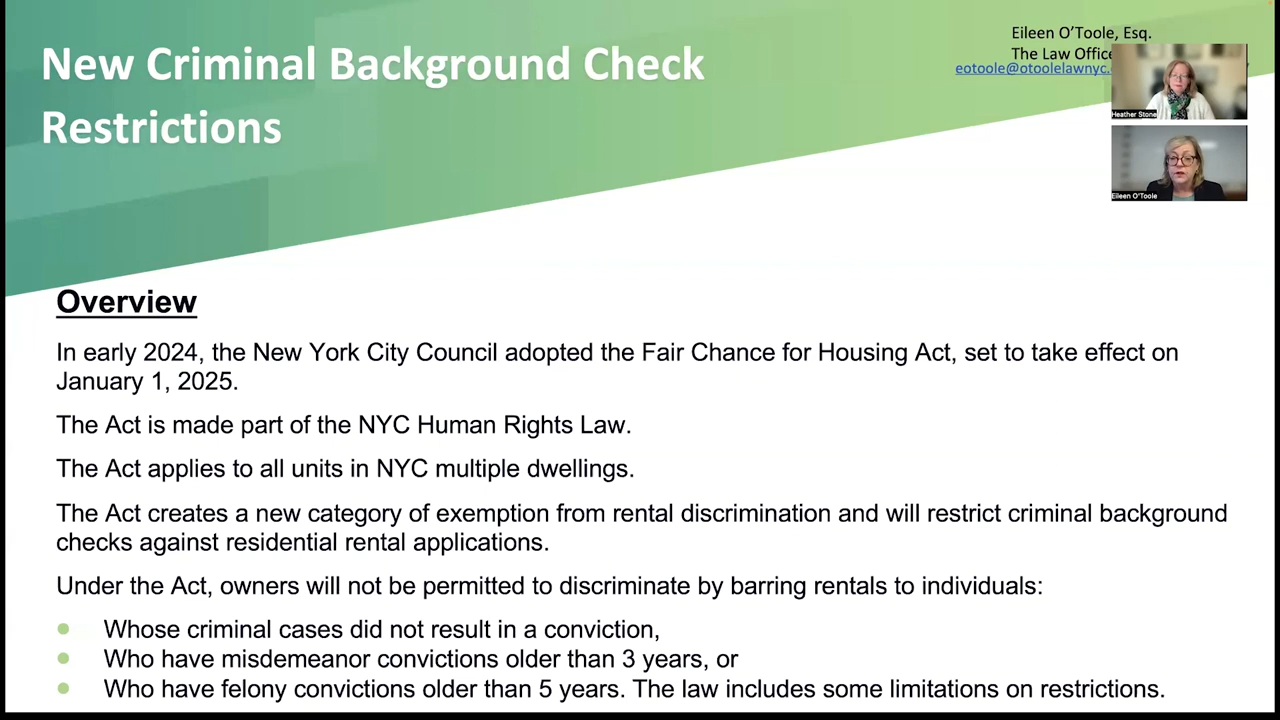 New Criminal Background Check
Restrictions
Eileen O'Toole, Esq.
The Law Office
eotoole@otoolelawnyc.
Heather Stone
Eileen O'Toole
Overview
In early 2024, the New York City Council adopted the Fair Chance for Housing Act, set to take effect on
January 1, 2025.
The Act is made part of the NYC Human Rights Law.
The Act applies to all units in NYC multiple dwellings.
The Act creates a new category of exemption from rental discrimination and will restrict criminal background
checks against residential rental applications.
Under the Act, owners will not be permitted to discriminate by barring rentals to individuals:
Whose criminal cases did not result in a conviction,
Who have misdemeanor convictions older than 3 years, or
Who have felony convictions older than 5 years. The law includes some limitations on restrictions.